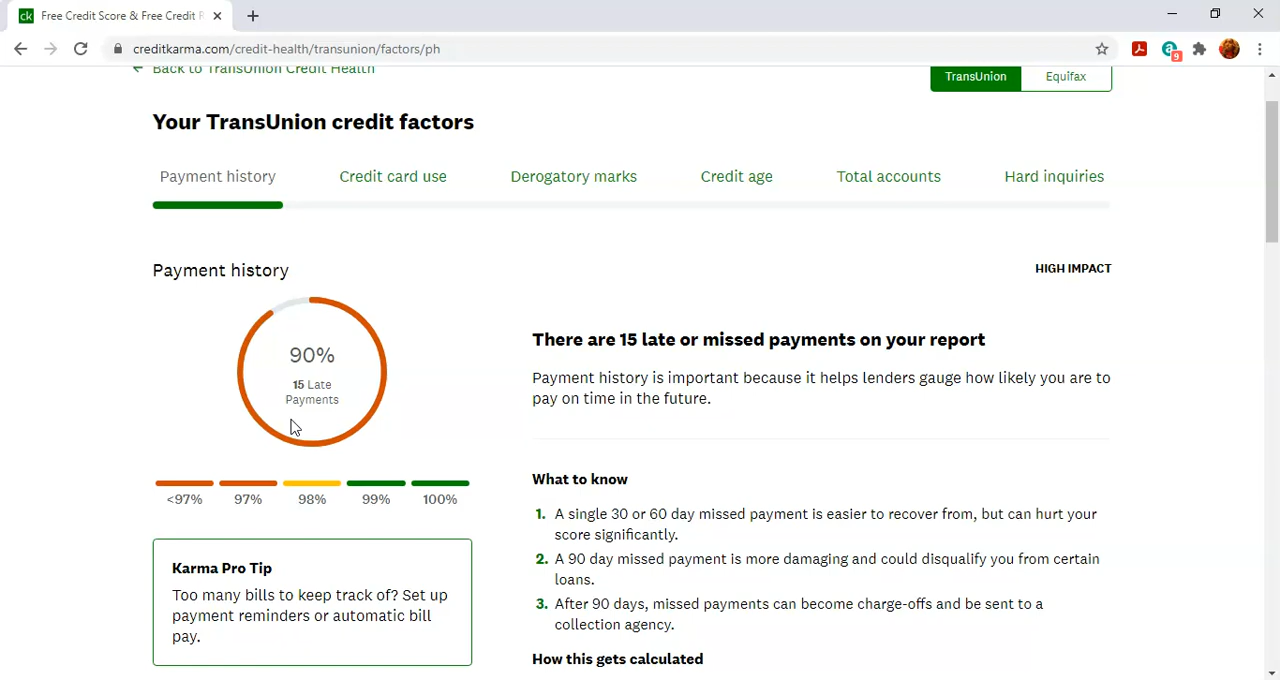 Free Credit Score & Free Credit R
creditkarma.com/credit-health/transunion/factors/ph
9
Back to TransUnion Credit Health
TransUnion
Equifax
Your TransUnion credit factors
Payment history
Credit card use
Derogatory marks
Credit age
Total accounts
Hard inquiries
Payment history
HIGH IMPACT
90%
15 Late
Payments
<97%
97%
98%
99%
100%
Karma Pro Tip
Too many bills to keep track of? Set up
payment reminders or automatic bill
pay.
There are 15 late or missed payments on your report
Payment history is important because it helps lenders gauge how likely you are to
pay on time in the future.
What to know
1. A single 30 or 60 day missed payment is easier to recover from, but can hurt your
score significantly.
2. A 90 day missed payment is more damaging and could disqualify you from certain
loans.
3. After 90 days, missed payments can become charge-offs and be sent to a
collection agency.
How this gets calculated